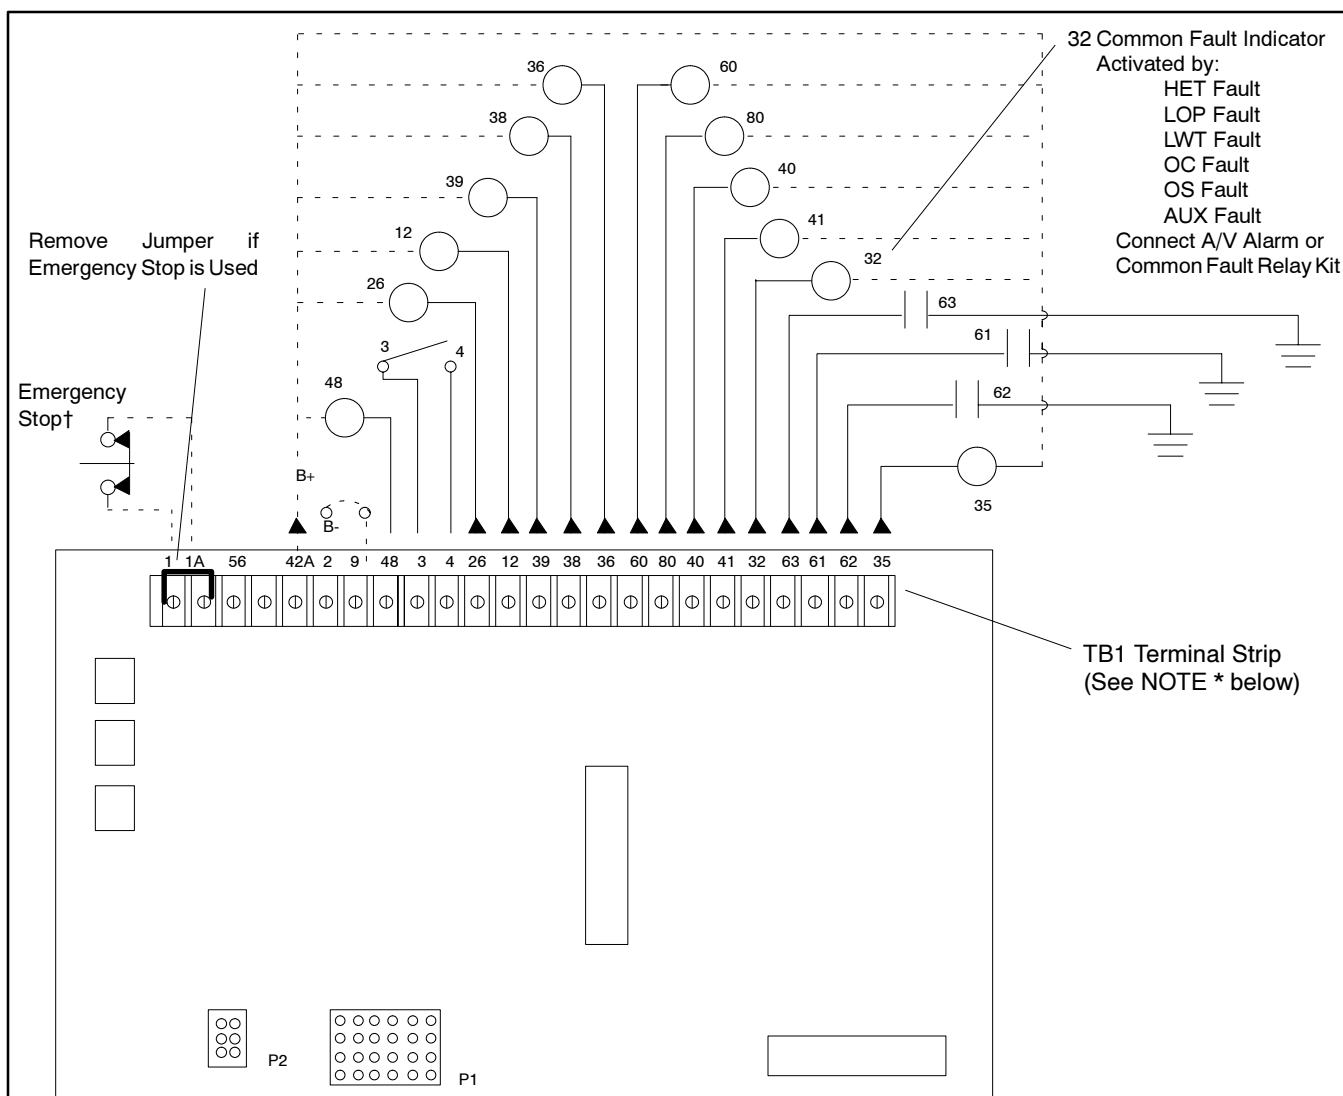 36
60
32 Common Fault Indicator
Activated by:
HET Fault
LOP Fault
LWT Fault
OC Fault
OS Fault
AUX Fault
Connect A/V Alarm or
Common Fault Relay Kit
38
80
39
40
12
41
Remove Jumper if
Emergency Stop is Used
32
26
63
3
4
61
Emergency
Stop†
48
62
B+
35
B-
1 1A 56 42A 2 9 48 3 4 26 12 39 38 36 60 80 40 41 32 63 61 62 35
TB1 Terminal Strip
(See NOTE * below)
P2
P1